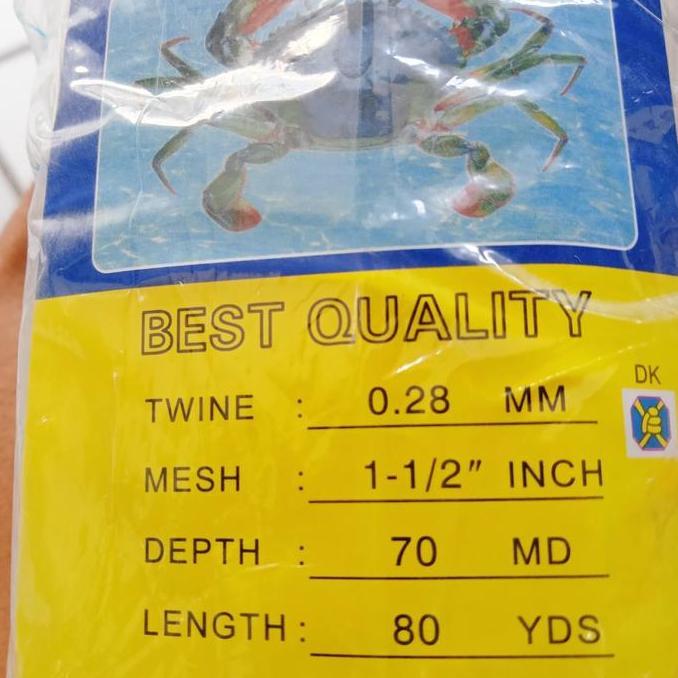 BEST QUALITY
DK
TWINE : 0.28 MM
MESH : 1-1/2" INCH
DEPTH : 70 MD
LENGTH : 80 YDS